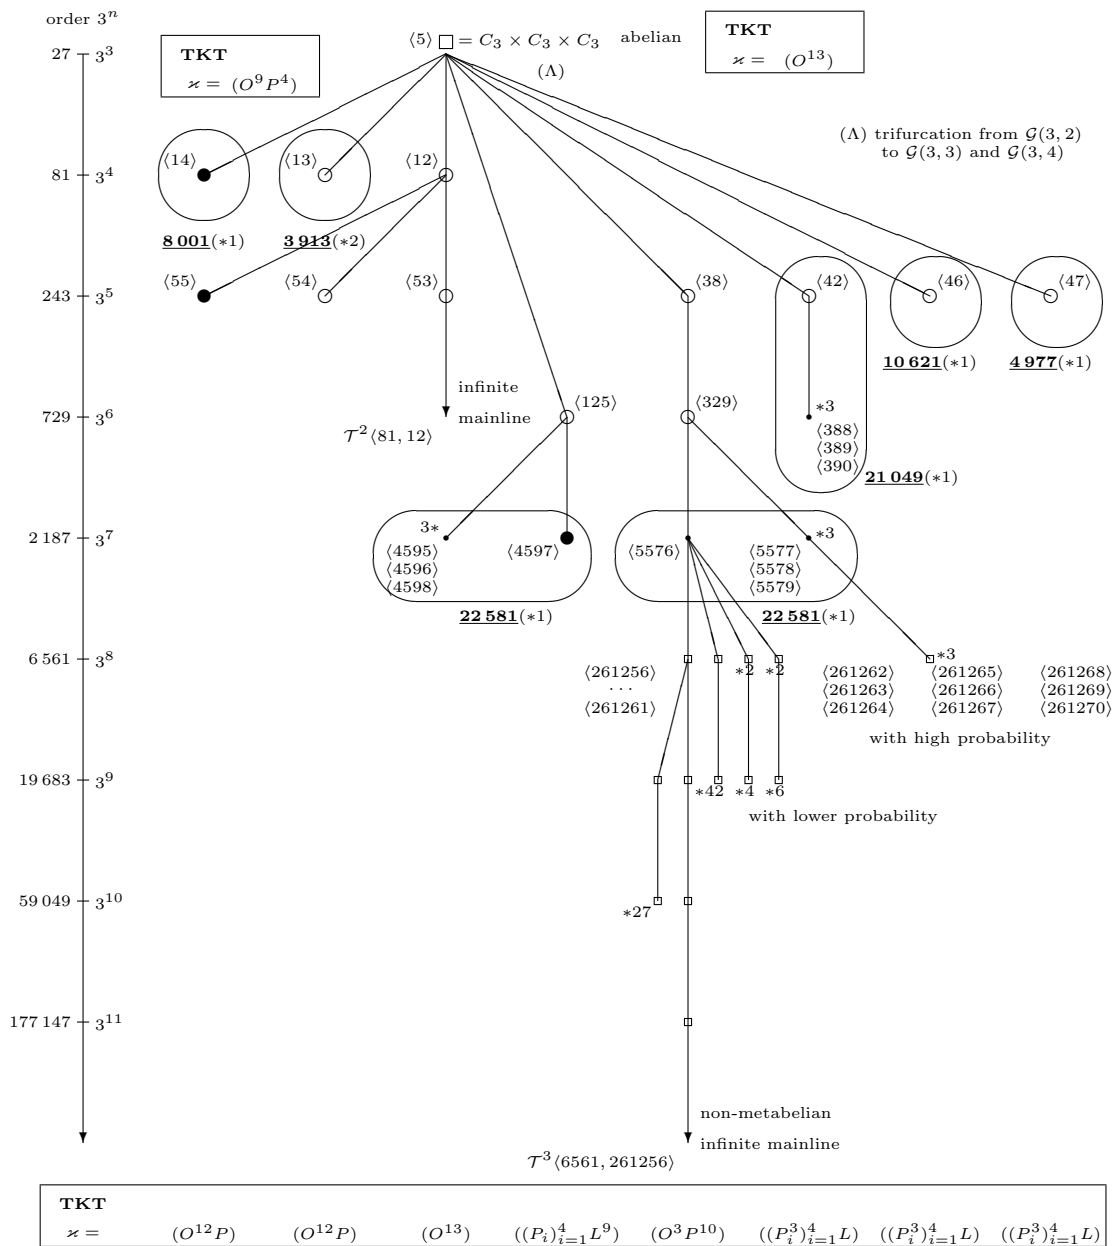 order 3^n
27 3^3
TKT
ϰ = (O^9P^4)
⟨5⟩ = C_3 × C_3 × C_3 abelian
(Λ)
TKT
ϰ = (O^13)
(Λ) trifurcation from G(3, 2)
to G(3, 3) and G(3, 4)
81 3^4
⟨14⟩ ⟨13⟩ ⟨12⟩
8 001(∗1) 3 913(∗2)
243 3^5
⟨55⟩ ⟨54⟩ ⟨53⟩ ⟨38⟩ ⟨42⟩ ⟨46⟩ ⟨47⟩
10 621(∗1) 4 977(∗1)
infinite
mainline
T^2⟨81, 12⟩
729 3^6
⟨125⟩ ⟨329⟩ ∗3
⟨388⟩
⟨389⟩
⟨390⟩
21 049(∗1)
2 187 3^7
3∗
⟨4595⟩
⟨4596⟩
⟨4598⟩
⟨4597⟩
22 581(∗1)
⟨5576⟩
∗3
⟨5577⟩
⟨5578⟩
⟨5579⟩
22 581(∗1)
6 561 3^8
∗2 ∗2 ∗3
⟨261256⟩ ⟨261262⟩ ⟨261265⟩ ⟨261268⟩
··· ⟨261263⟩ ⟨261266⟩ ⟨261269⟩
⟨261261⟩ ⟨261264⟩ ⟨261267⟩ ⟨261270⟩
with high probability
19 683 3^9
∗42 ∗4 ∗6
with lower probability
59 049 3^10
∗27
177 147 3^11
non-metabelian
infinite mainline
T^3⟨6561, 261256⟩
TKT
ϰ = (O^12P) (O^12P) (O^13) ((P_i)^4_{i=1}L^9) (O^3P^10) ((P_i^3)^4_{i=1}L) ((P_i^3)^4_{i=1}L) ((P_i^3)^4_{i=1}L)